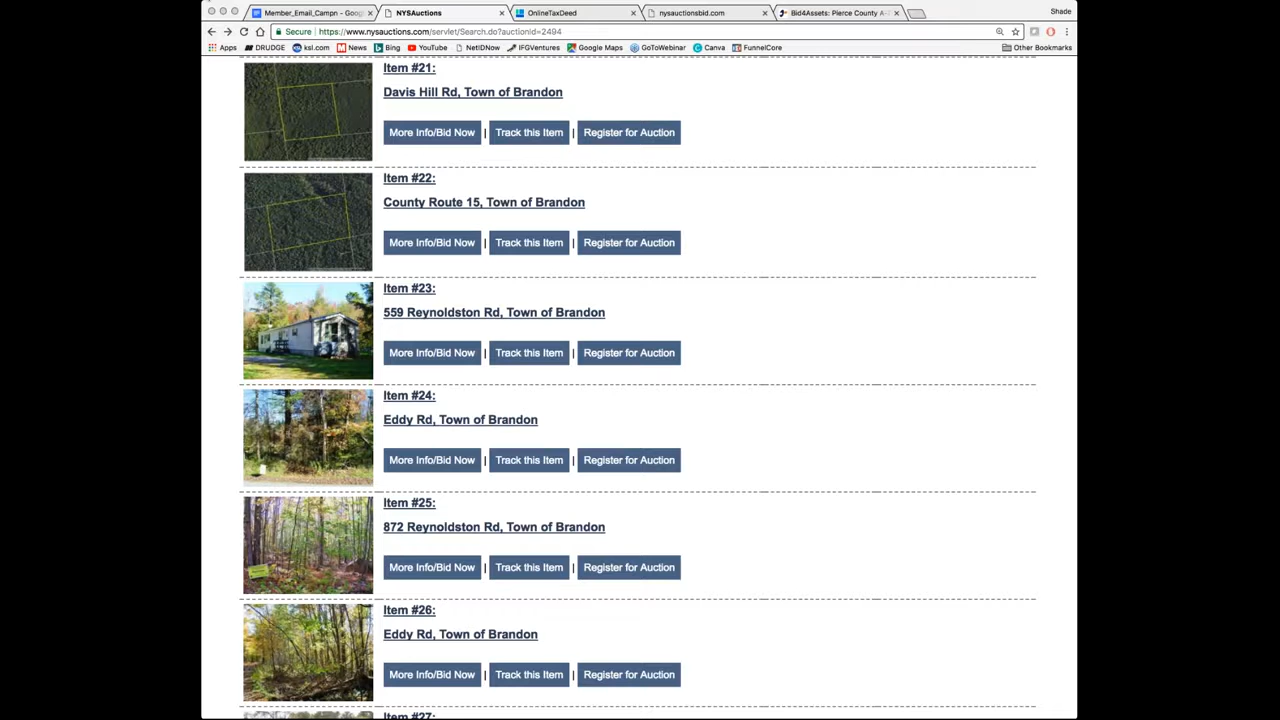 Member_Email_Campn - Goog
NYSAuctions
OnlineTaxDeed
nysauctionsbid.com
Bid4Assets: Pierce County A
Shade
Secure
https://www.nysauctions.com/servlet/Search.do?auctionId=2494
Apps
DRUDGE
ksl.com
News
Bing
YouTube
NetIDNow
IFGVentures
Google Maps
GoToWebinar
Canva
FunnelCore
Other Bookmarks
Item #21:
Davis Hill Rd, Town of Brandon
More Info/Bid Now | Track this Item | Register for Auction
Item #22:
County Route 15, Town of Brandon
More Info/Bid Now | Track this Item | Register for Auction
Item #23:
559 Reynoldston Rd, Town of Brandon
More Info/Bid Now | Track this Item | Register for Auction
Item #24:
Eddy Rd, Town of Brandon
More Info/Bid Now | Track this Item | Register for Auction
Item #25:
872 Reynoldston Rd, Town of Brandon
More Info/Bid Now | Track this Item | Register for Auction
Item #26:
Eddy Rd, Town of Brandon
More Info/Bid Now | Track this Item | Register for Auction
Item #27: